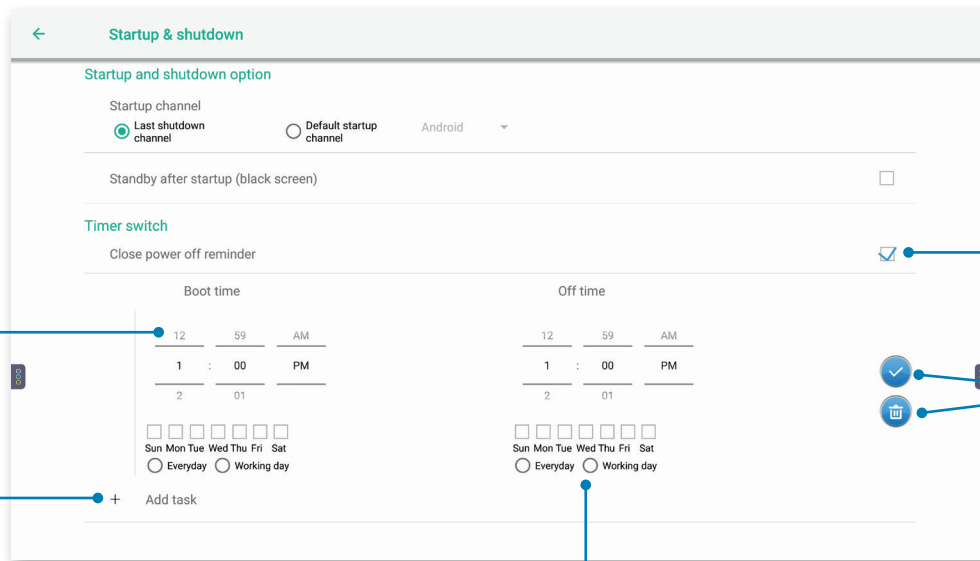 Startup & shutdown
Startup and shutdown option
Startup channel
Last shutdown channel
Default startup channel
Android
Standby after startup (black screen)
Timer switch
Close power off reminder
Boot time Off time
12 59 AM 12 59 AM
1 : 00 PM 1 : 00 PM
2 01 2 01
Sun Mon Tue Wed Thu Fri Sat Sun Mon Tue Wed Thu Fri Sat
Everyday Working day Everyday Working day
+ Add task